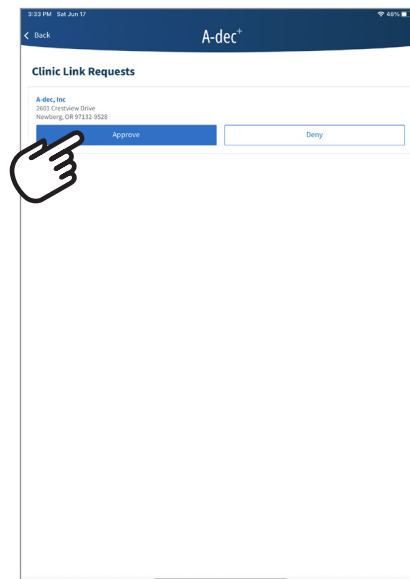 3:33 PM Sat Jun 17 48%
Back A-dec+
Clinic Link Requests
A-dec, Inc
2601 Crestview Drive
Newberg, OR 97132-9528
Approve Deny